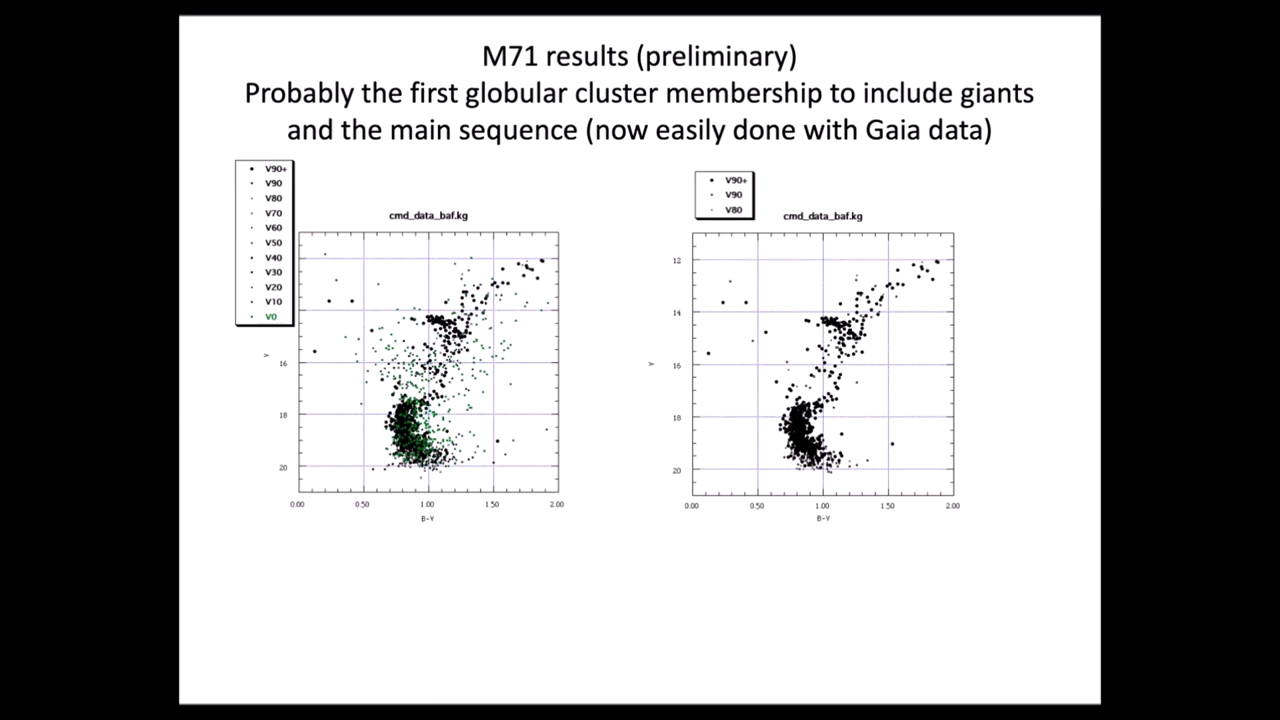 M71 results (preliminary)
Probably the first globular cluster membership to include giants
and the main sequence (now easily done with Gaia data)
V90+
V90
V80
V70
V60
V50
V40
V30
V20
V10
V0
cmd_data_baf.kg
16
18
20
Y
0.00 0.50 1.00 1.50 2.00
B-Y
V90+
V90
V80
cmd_data_baf.kg
12
14
16
18
20
Y
0.00 0.50 1.00 1.50 2.00
B-Y